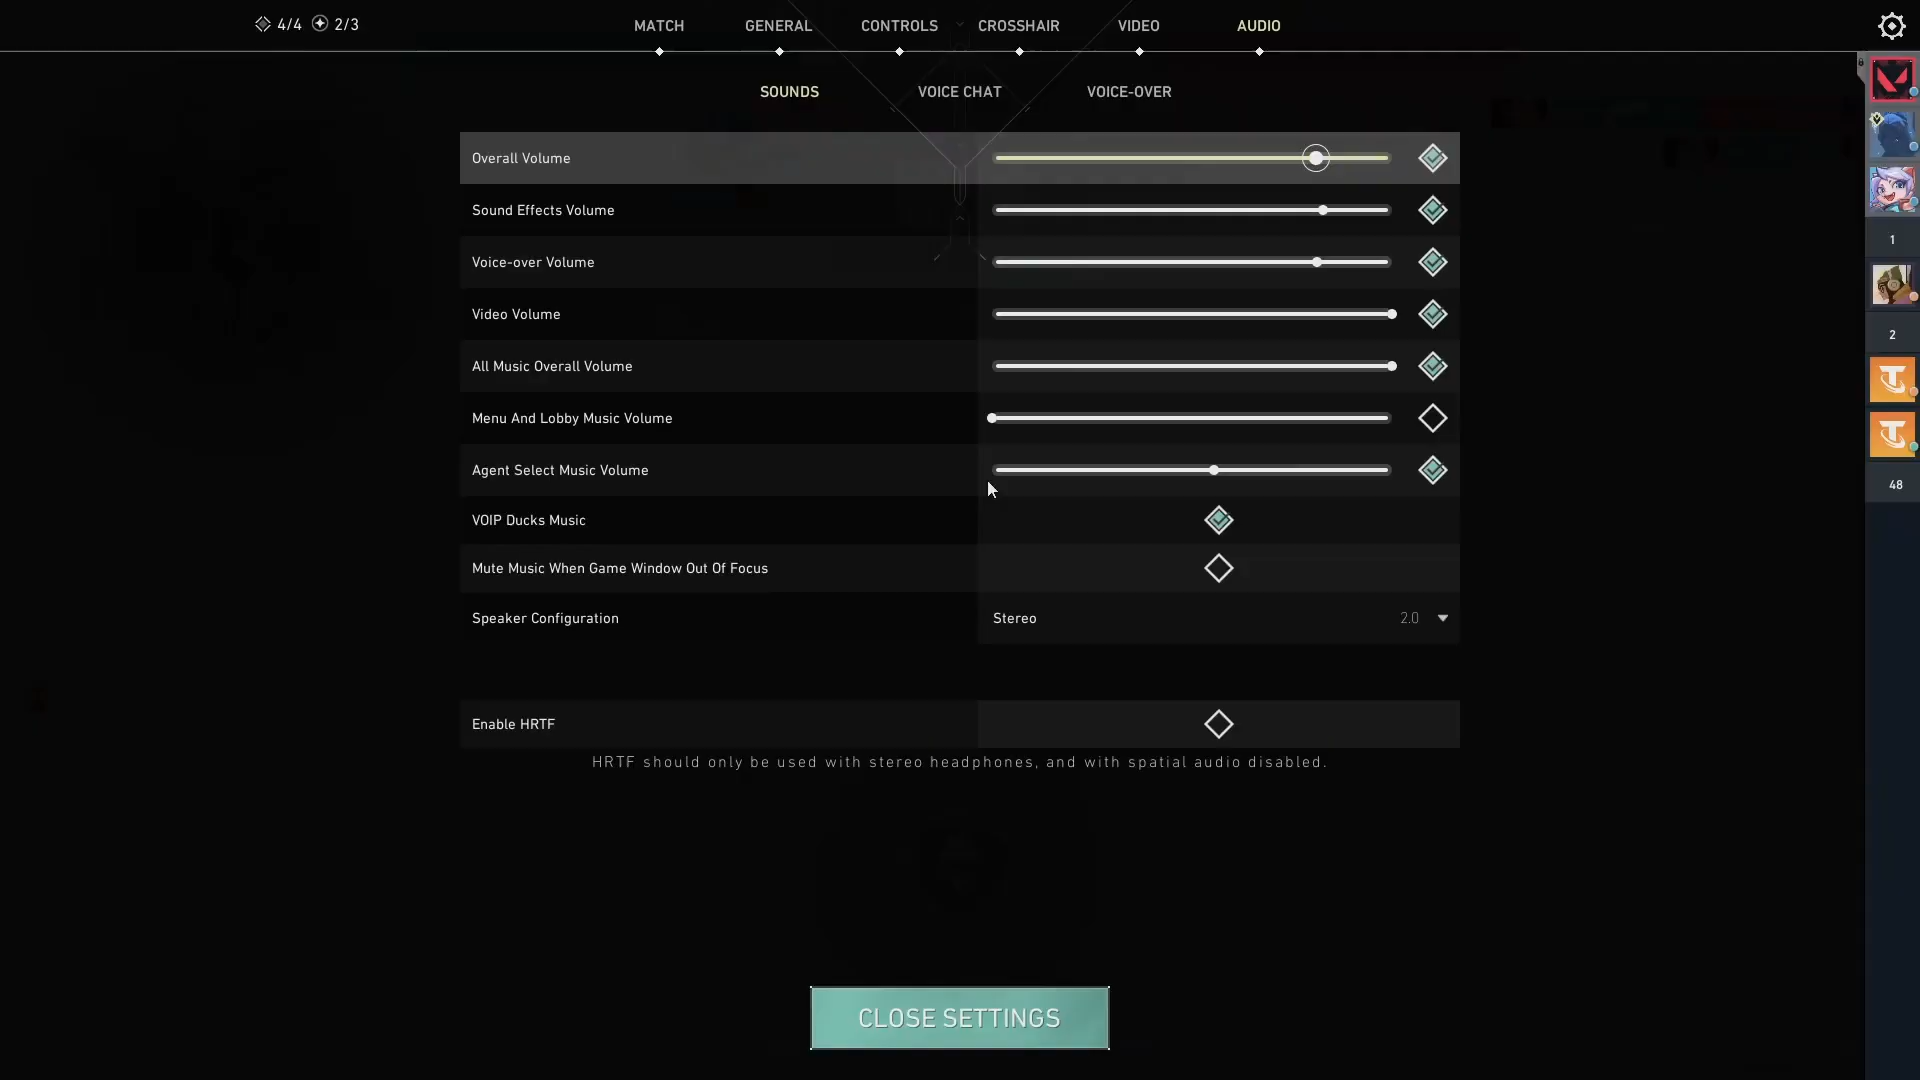 4/4 2/3
MATCH GENERAL CONTROLS CROSSHAIR VIDEO AUDIO
SOUNDS VOICE CHAT VOICE-OVER
Overall Volume
Sound Effects Volume
Voice-over Volume
Video Volume
All Music Overall Volume
Menu And Lobby Music Volume
Agent Select Music Volume
VOIP Ducks Music
Mute Music When Game Window Out Of Focus
Speaker Configuration Stereo 2.0
Enable HRTF
HRTF should only be used with stereo headphones, and with spatial audio disabled.
CLOSE SETTINGS
1
2
48